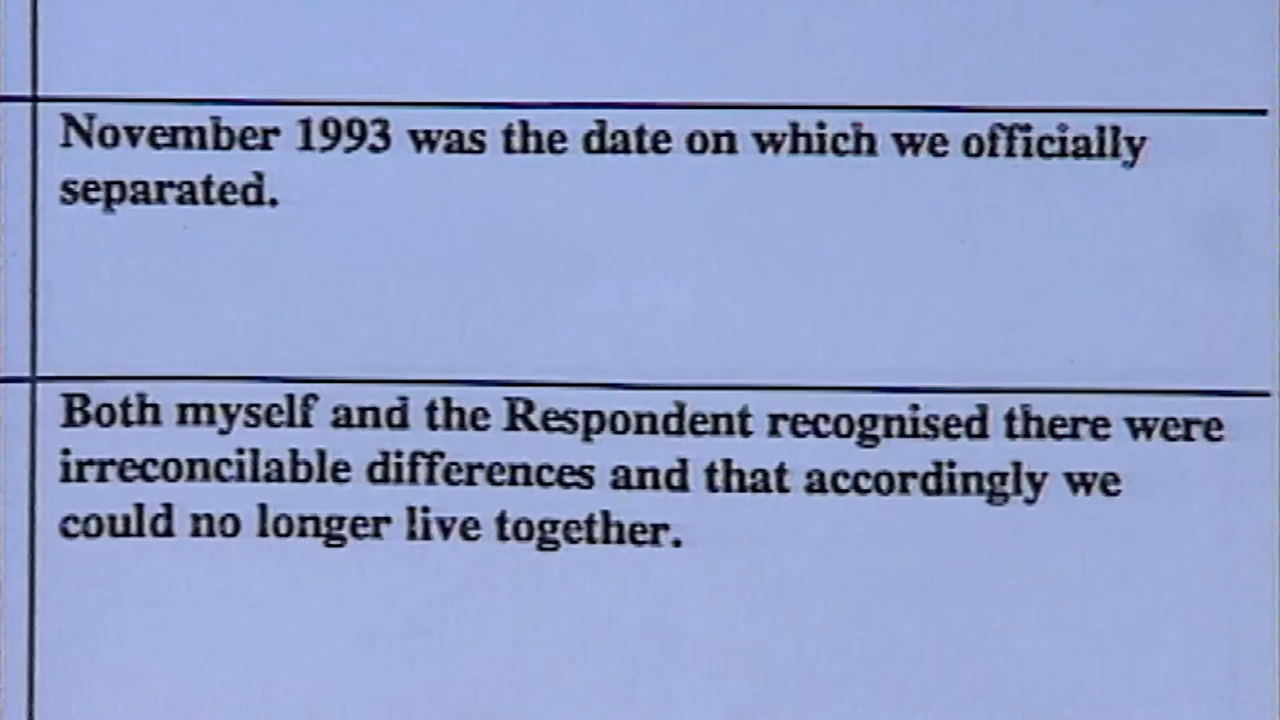 November 1993 was the date on which we officially
separated.
Both myself and the Respondent recognised there were
irreconcilable differences and that accordingly we
could no longer live together.